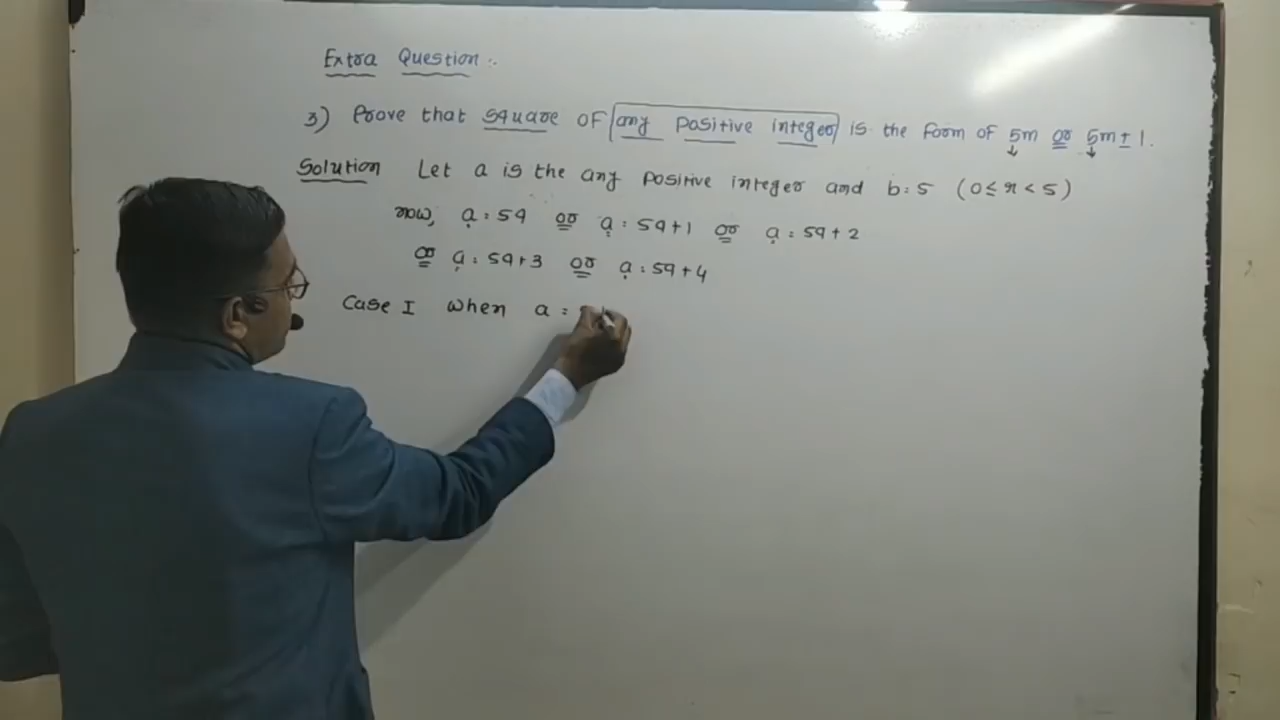 Extra Question :-
3) Prove that square of any positive integer is the form of 5m or 5m ± 1.
Solution Let a is the any positive integer and b = 5 (0 ≤ r < 5)
now, a = 5q or a = 5q+1 or a = 5q+2
or a = 5q+3 or a = 5q+4
Case I when a =